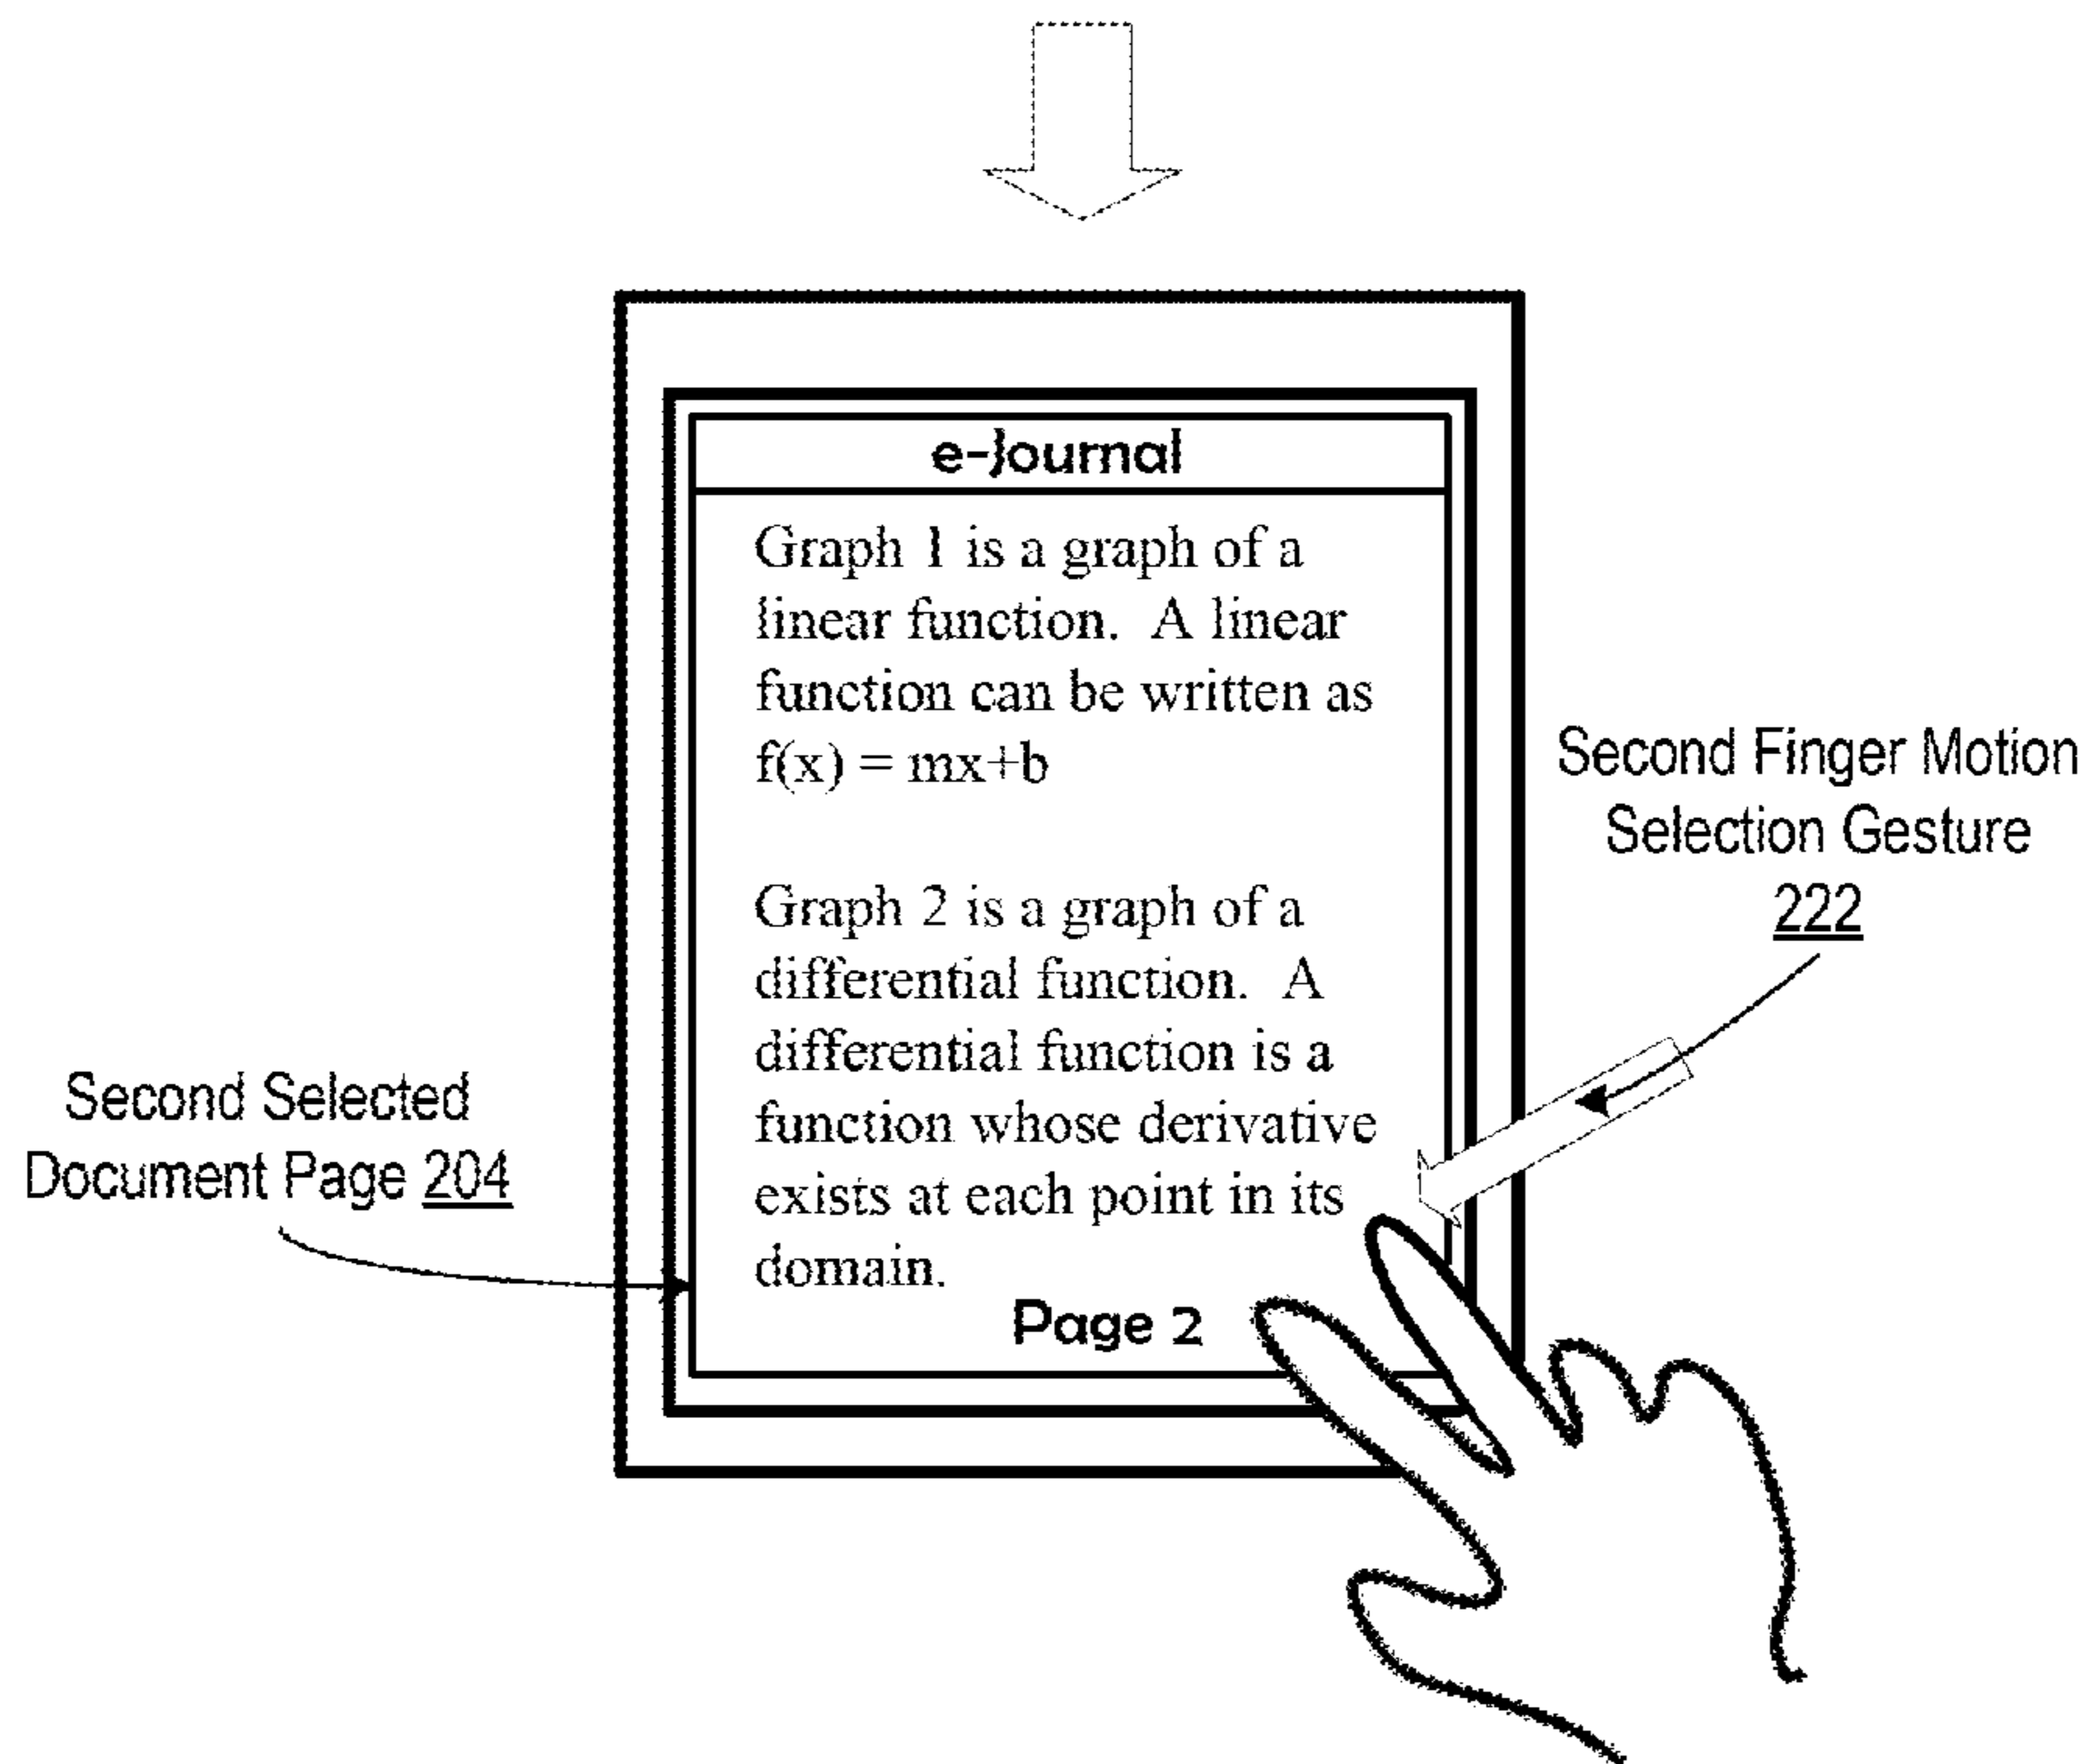 e-Journal
Graph 1 is a graph of a
linear function. A linear
function can be written as
f(x) = mx+b
Graph 2 is a graph of a
differential function. A
differential function is a
function whose derivative
exists at each point in its
domain.
Page 2
Second Finger Motion
Selection Gesture
222
Second Selected
Document Page 204